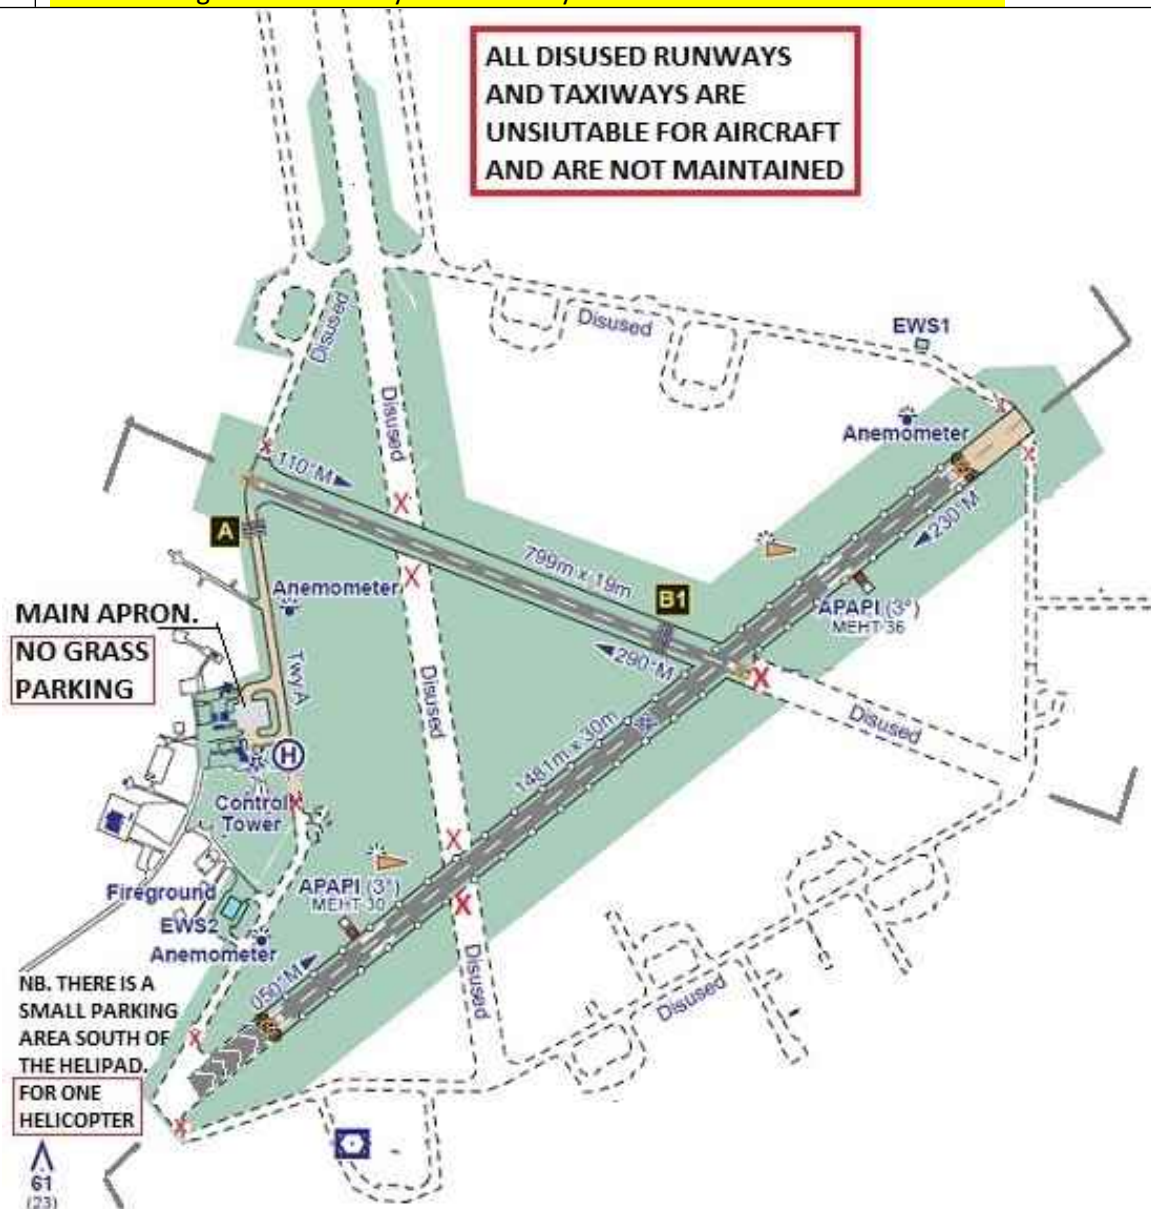 ALL DISUSED RUNWAYS
AND TAXIWAYS ARE
UNSIUTABLE FOR AIRCRAFT
AND ARE NOT MAINTAINED
Disused
Disused
EWS1
Disused
Anemometer
110°M
230°M
A
799m x 19m
Anemometer
B1
APAPI (3°)
MEHT 36
MAIN APRON.
NO GRASS
PARKING
Twy A
290°M
Disused
Disused
1481m x 30m
H
Control
Tower
APAPI (3°)
MEHT 30
Fireground
EWS2
Anemometer
050°M
Disused
Disused
NB. THERE IS A
SMALL PARKING
AREA SOUTH OF
THE HELIPAD.
FOR ONE
HELICOPTER
61
(23)